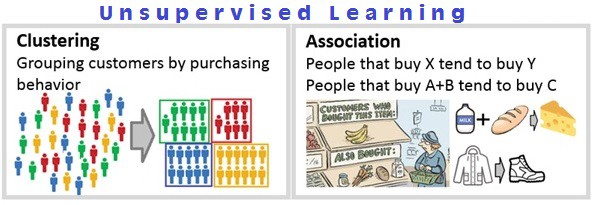 Unsupervised Learning
Clustering
Grouping customers by purchasing
behavior
Association
People that buy X tend to buy Y
People that buy A+B tend to buy C
CUSTOMERS WHO
BOUGHT THIS ITEM:
ALSO BOUGHT:
MILK